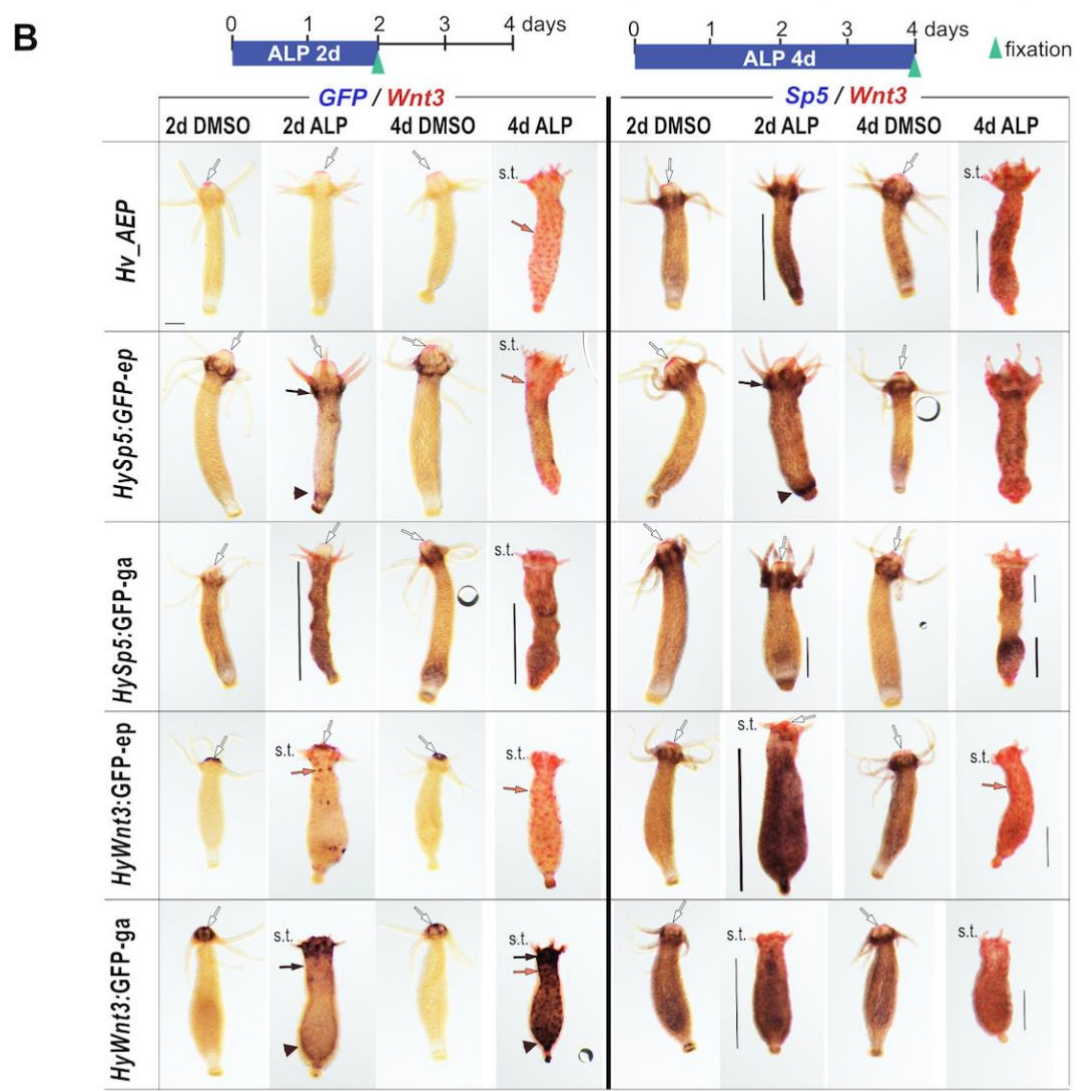 B
0 1 2 3 4 days
ALP 2d
0 1 2 3 4 days
ALP 4d
fixation
GFP / Wnt3
Sp5 / Wnt3
2d DMSO 2d ALP 4d DMSO 4d ALP
2d DMSO 2d ALP 4d DMSO 4d ALP
Hv_AEP
s.t.
s.t.
HySp5:GFP-ep
s.t.
HySp5:GFP-ga
s.t.
HyWnt3:GFP-ep
s.t.
s.t.
s.t.
s.t.
HyWnt3:GFP-ga
s.t.
s.t.
s.t.
s.t.